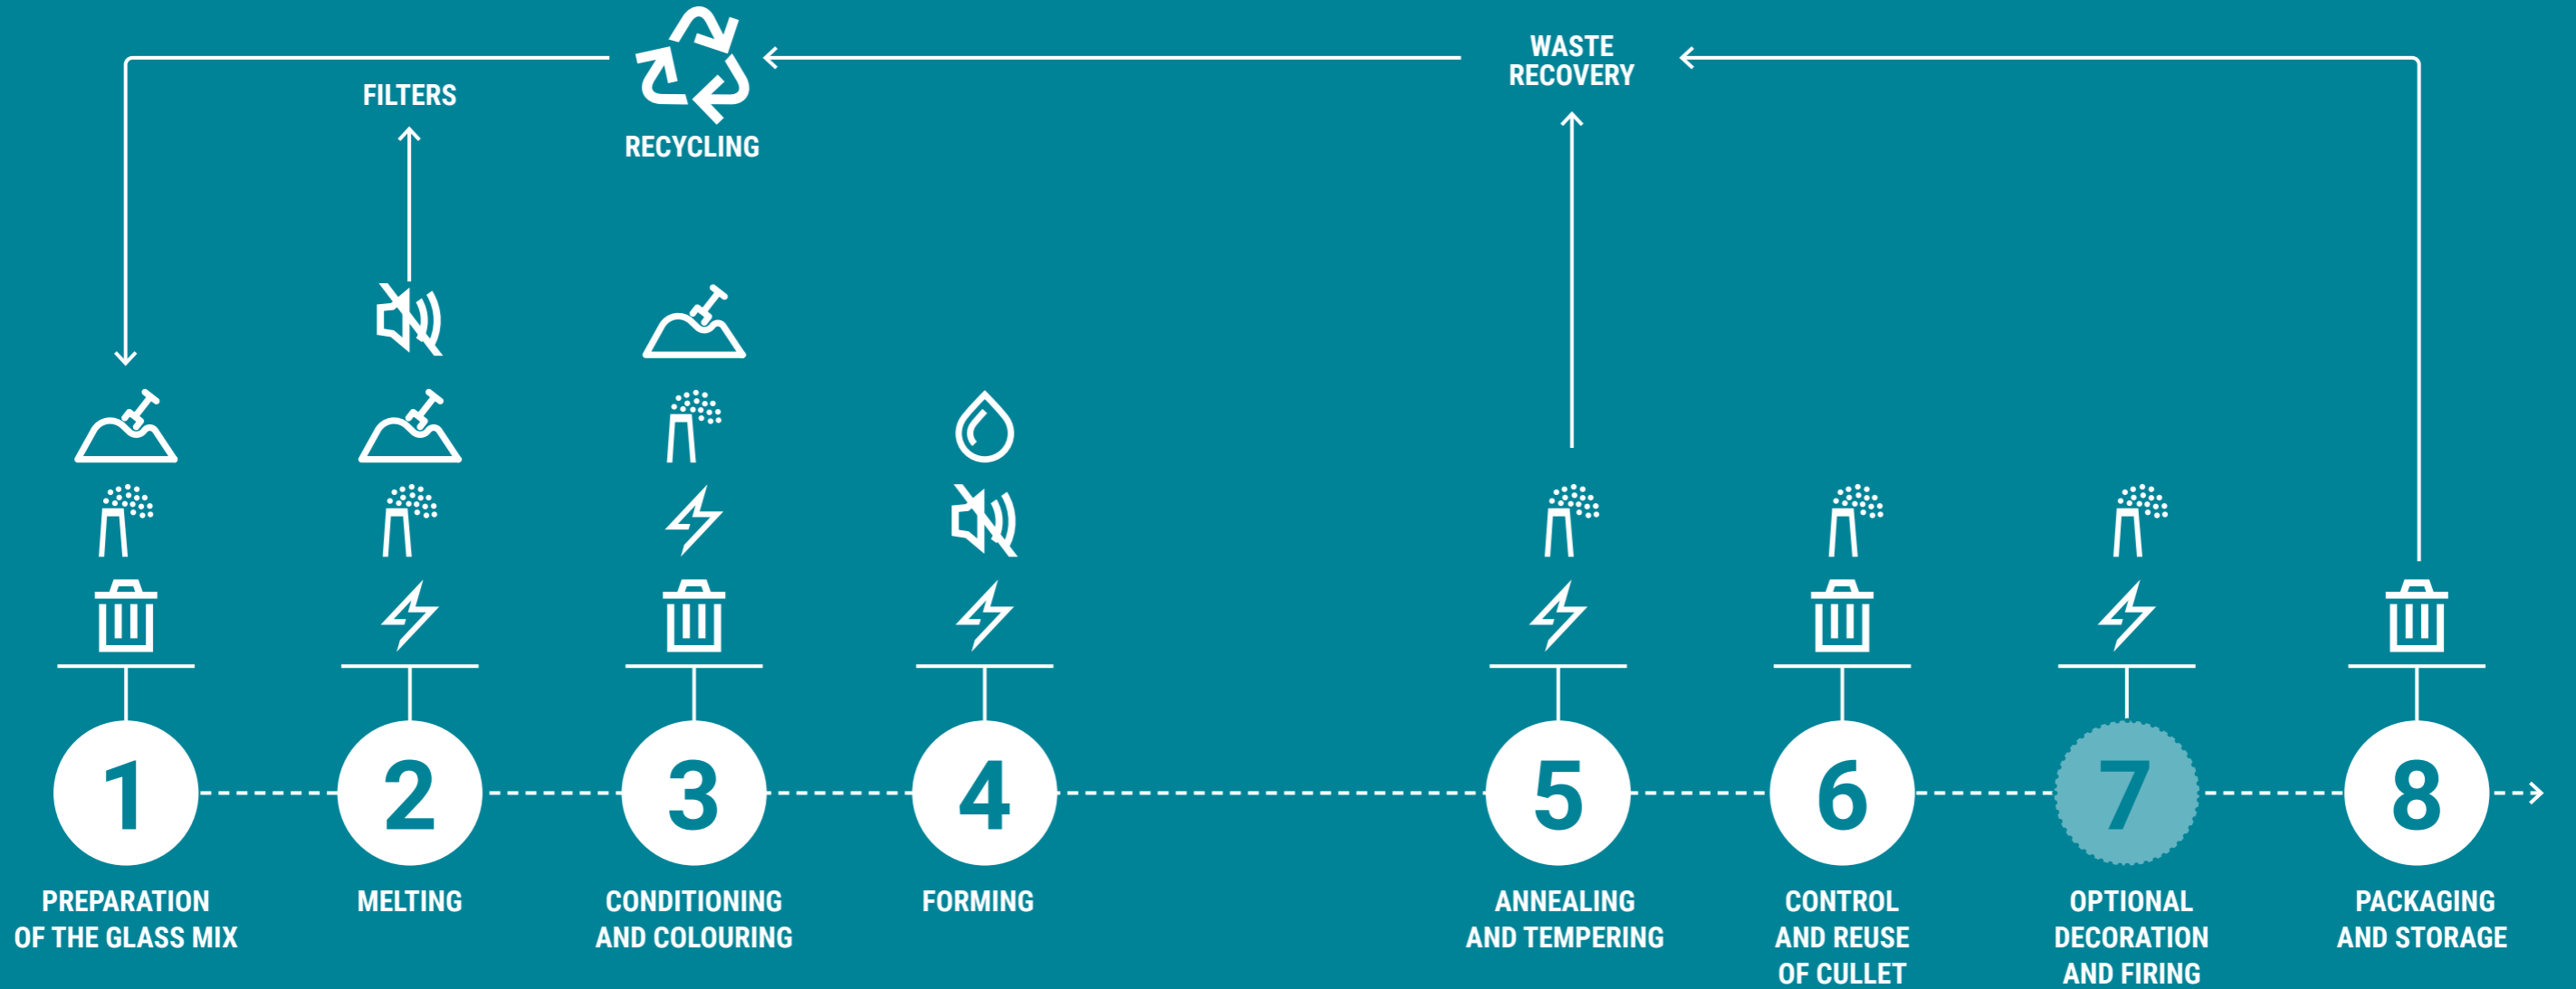 WASTE
RECOVERY
FILTERS
RECYCLING
1
2
3
4
5
6
7
8
PREPARATION
OF THE GLASS MIX
MELTING
CONDITIONING
AND COLOURING
FORMING
ANNEALING
AND TEMPERING
CONTROL
AND REUSE
OF CULLET
OPTIONAL
DECORATION
AND FIRING
PACKAGING
AND STORAGE